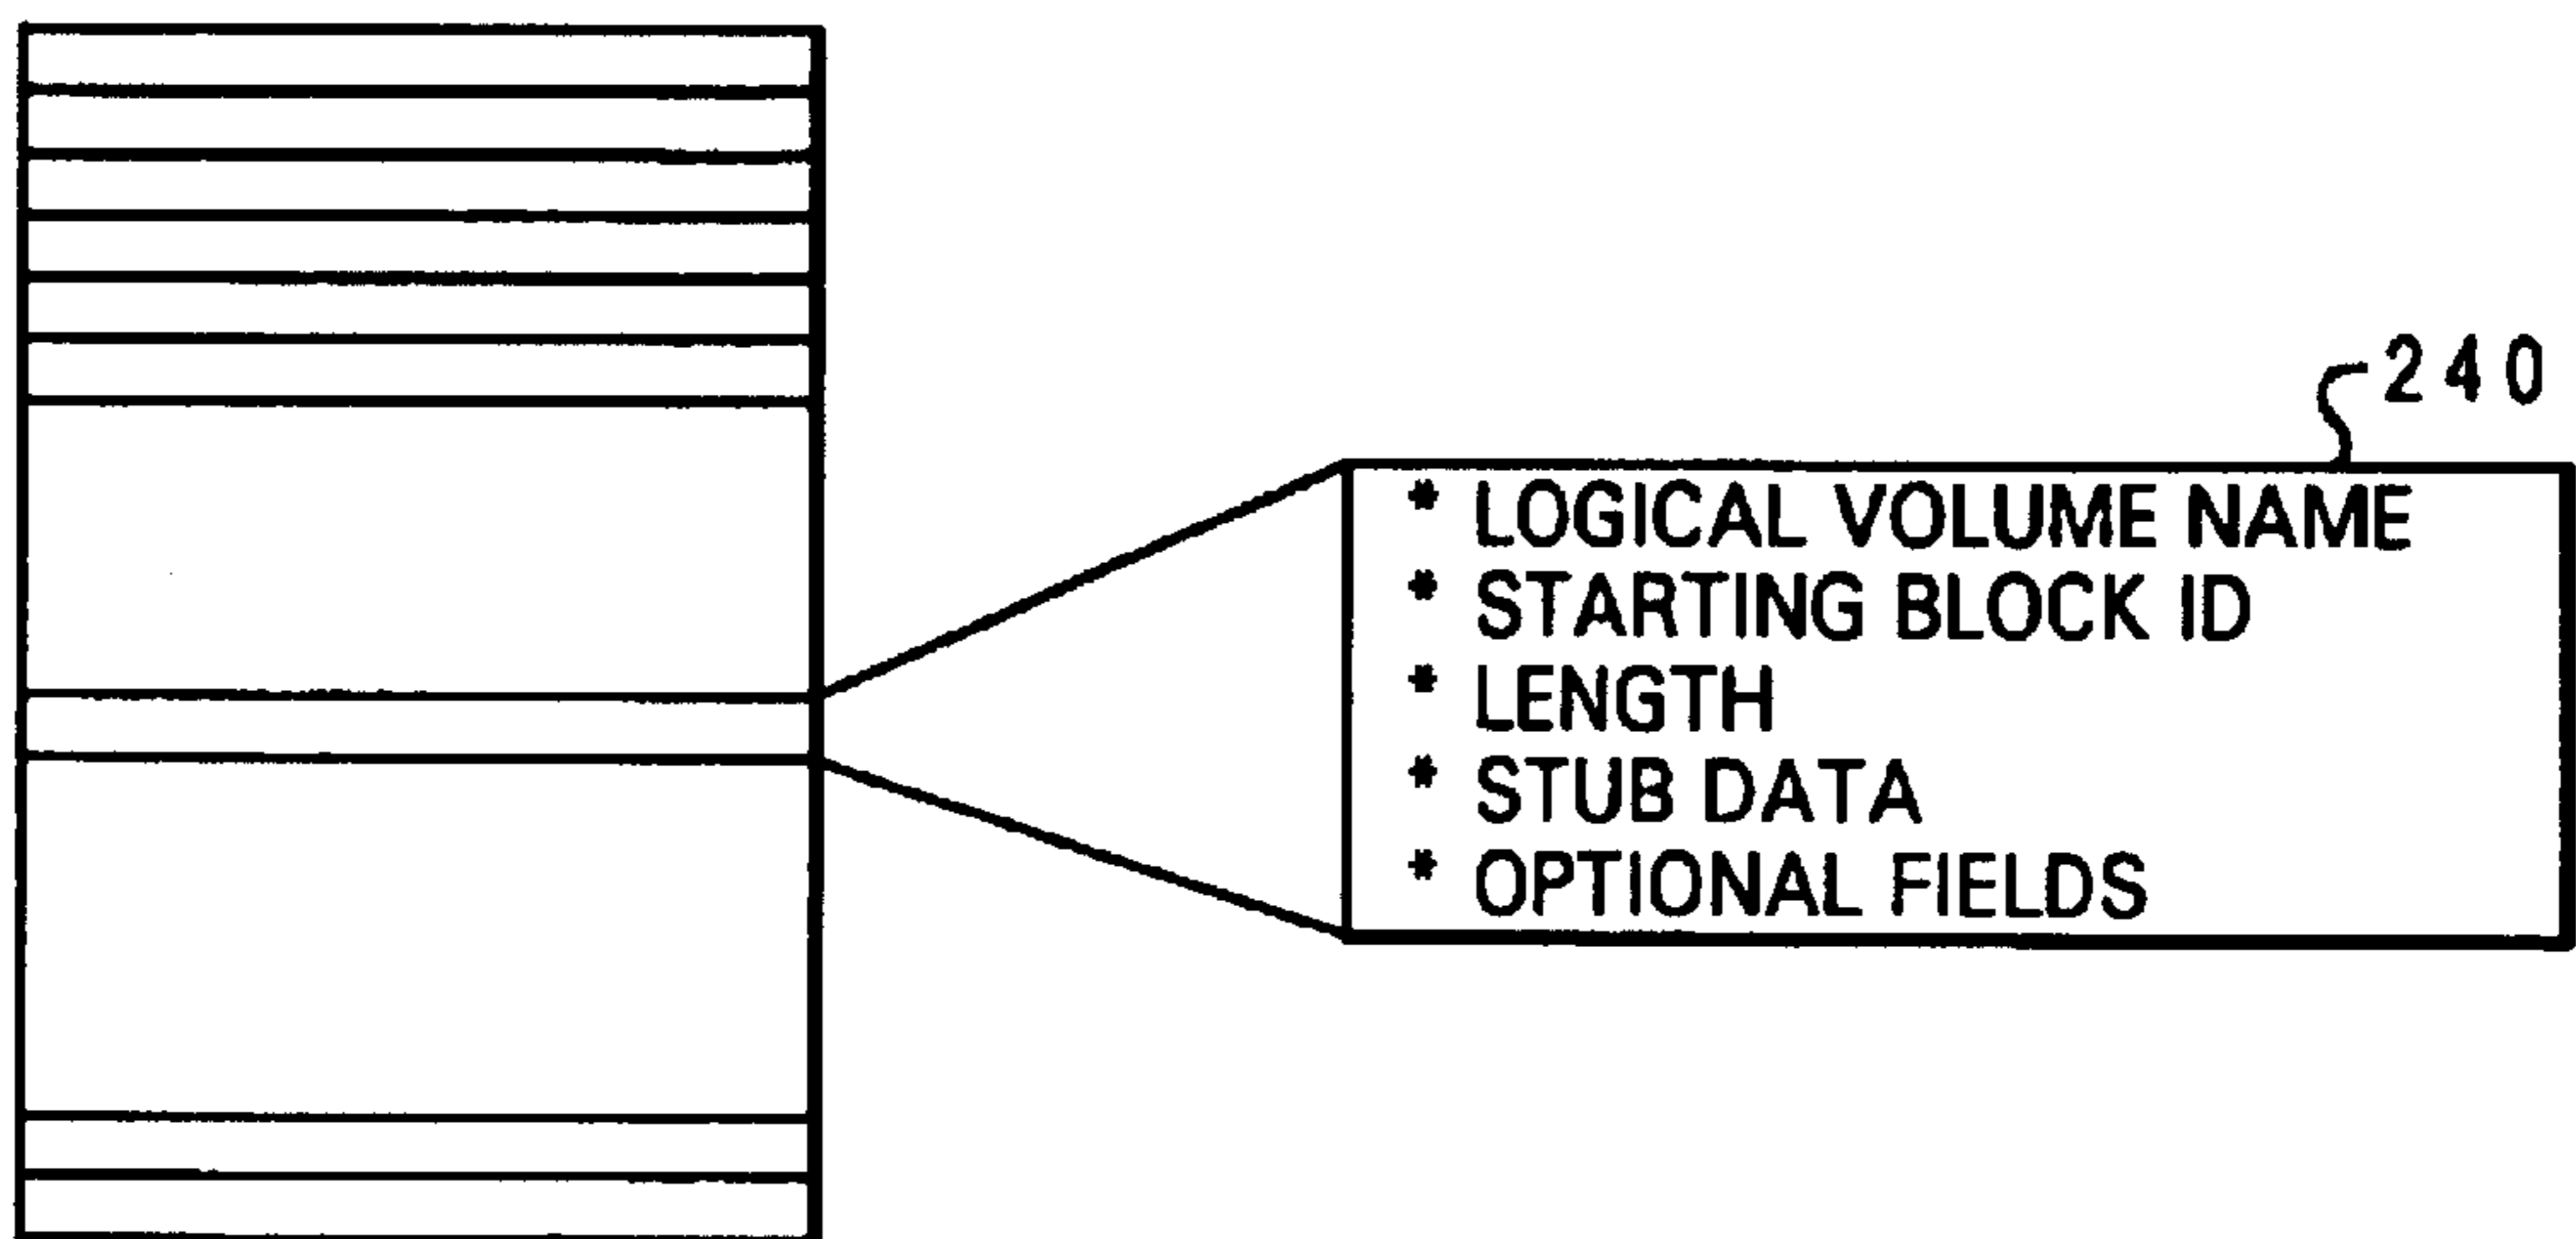 240
* LOGICAL VOLUME NAME
* STARTING BLOCK ID
* LENGTH
* STUB DATA
* OPTIONAL FIELDS